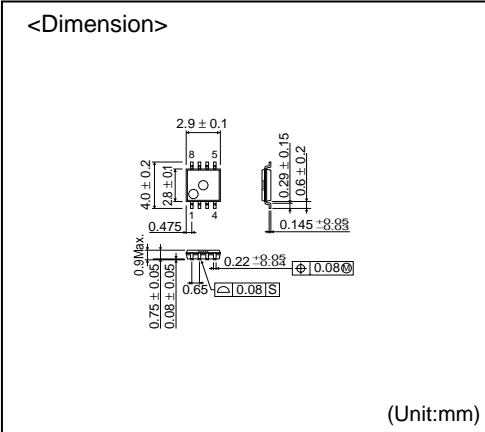 <Dimension>
2.9 ± 0.1
8 5
4.0 ± 0.2
2.8 ± 0.1
1 4
0.475
0.29 ± 0.15
0.6 ± 0.2
0.145 +0.05 −0.03
0.9Max.
0.75 ± 0.05
0.08 ± 0.05
0.22 +0.05 −0.04
0.08 Ⓜ
0.65
0.08 S
(Unit:mm)